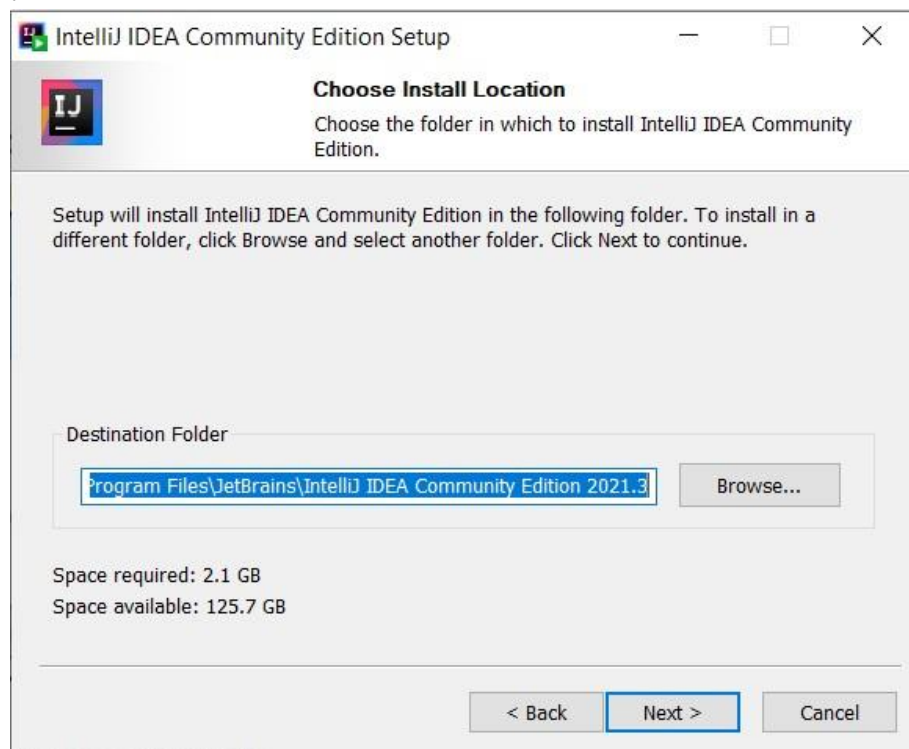 IntelliJ IDEA Community Edition Setup
IJ
Choose Install Location
Choose the folder in which to install IntelliJ IDEA Community
Edition.
Setup will install IntelliJ IDEA Community Edition in the following folder. To install in a
different folder, click Browse and select another folder. Click Next to continue.
Destination Folder
Program Files\JetBrains\IntelliJ IDEA Community Edition 2021.3
Browse...
Space required: 2.1 GB
Space available: 125.7 GB
< Back
Next >
Cancel